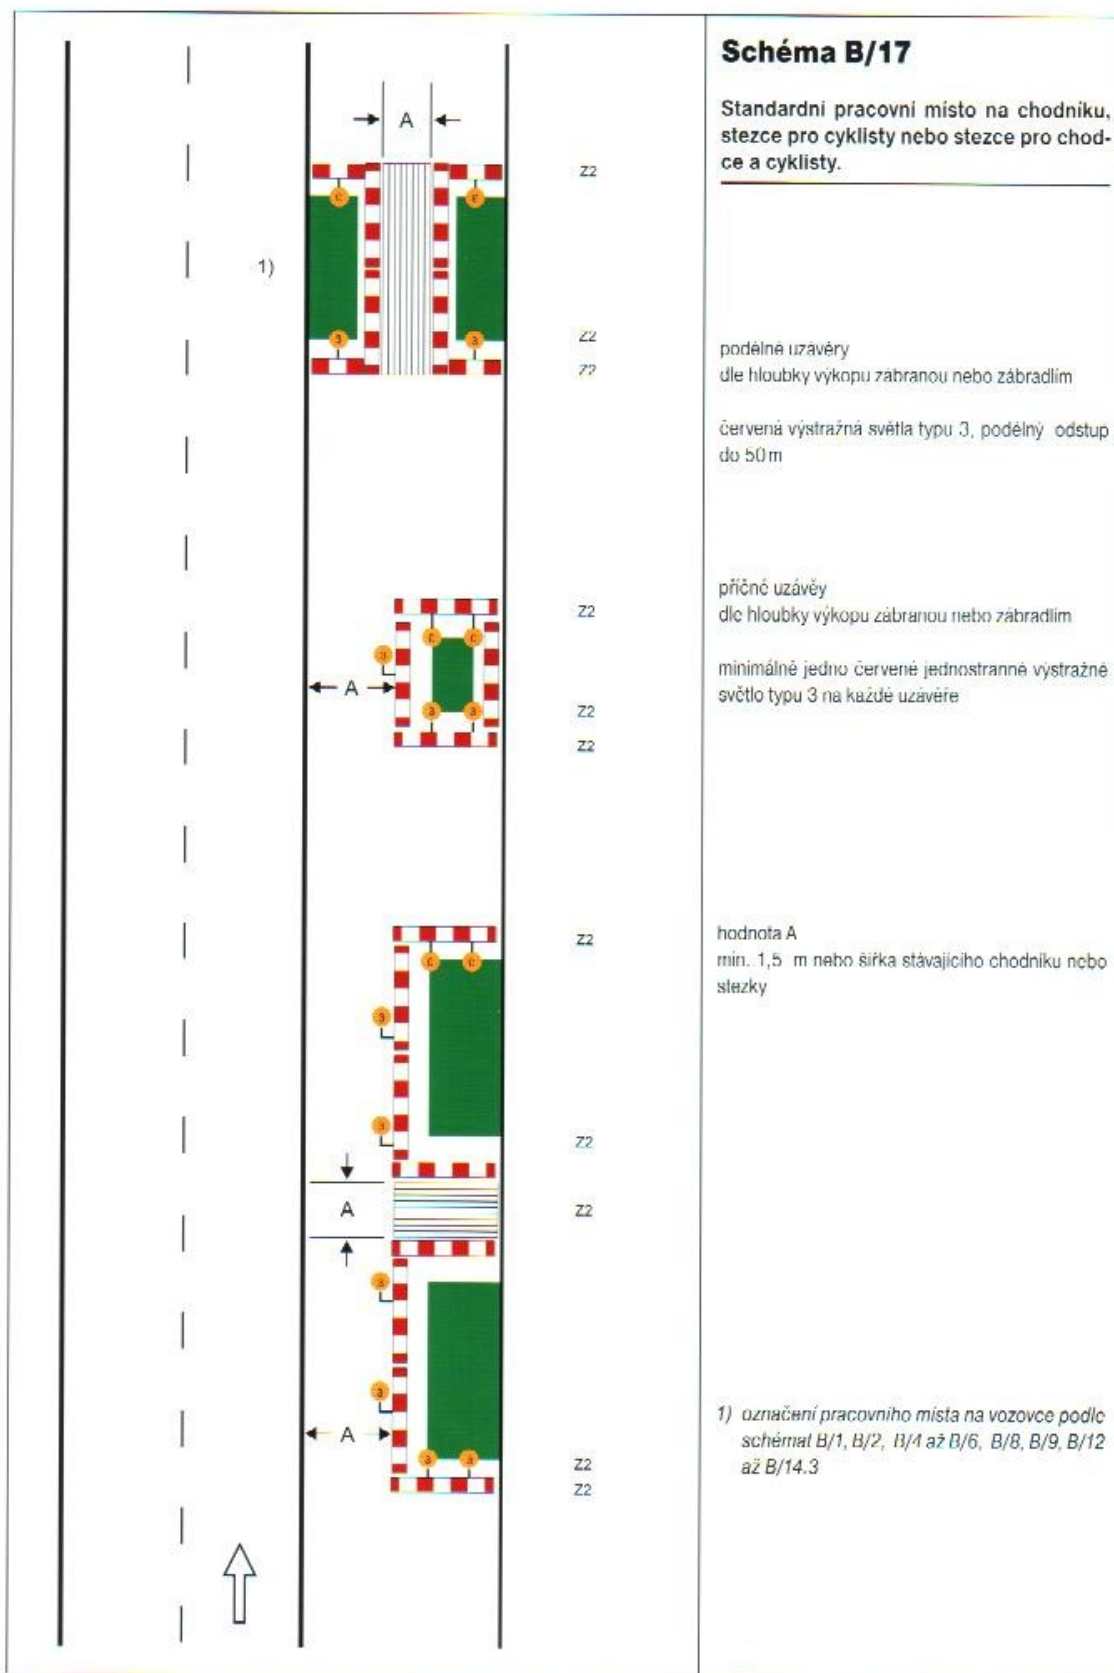 Schéma B/17
Standardní pracovní místo na chodníku,
stezce pro cyklisty nebo stezce pro chod-
ce a cyklisty.
A
Z2
1)
Z2
Z2
podélné uzávěry
dle hloubky výkopu zábranou nebo zábradlím
červená výstražná světla typu 3, podélný odstup
do 50 m
příčné uzávěy
dle hloubky výkopu zábranou nebo zábradlím
Z2
minimálně jedno červené jednostranné výstražné
světlo typu 3 na každé uzávěře
A
Z2
Z2
hodnota A
min. 1,5 m nebo šířka stávajícího chodníku nebo
stezky
Z2
Z2
A
Z2
A
Z2
Z2
1) označení pracovního místa na vozovce podle
schémat B/1, B/2, B/4 až B/6, B/8, B/9, B/12
až B/14.3